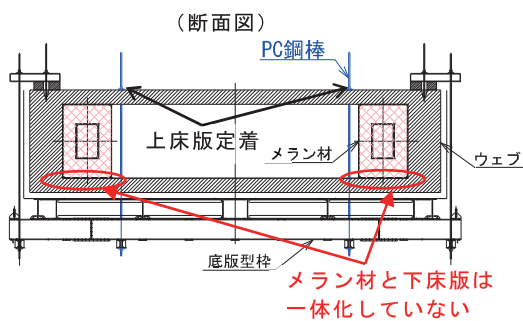 （断面図）
PC鋼棒
上床版定着
メラン材
ウェブ
底版型枠
メラン材と下床版は
一体化していない